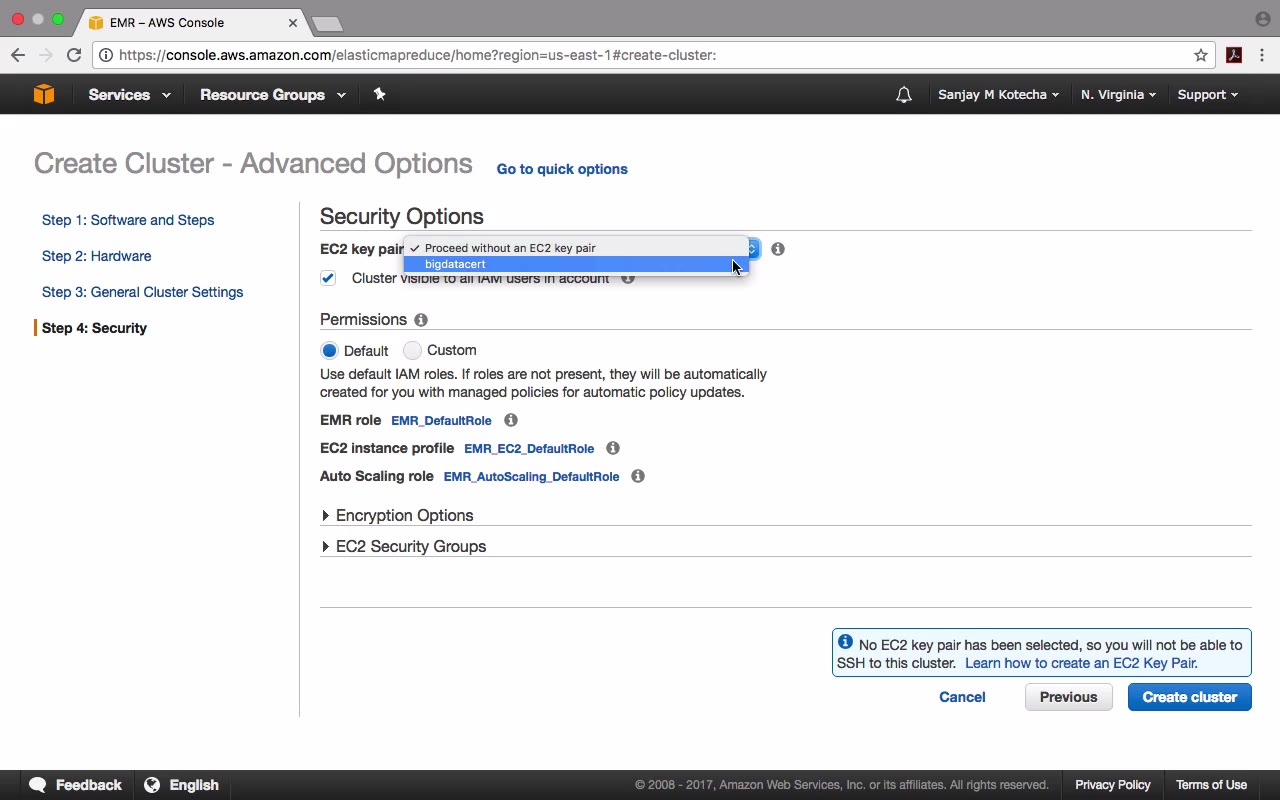 EMR – AWS Console
https://console.aws.amazon.com/elasticmapreduce/home?region=us-east-1#create-cluster:
Services Resource Groups Sanjay M Kotecha N. Virginia Support
Create Cluster - Advanced Options Go to quick options
Step 1: Software and Steps
Step 2: Hardware
Step 3: General Cluster Settings
Step 4: Security
Security Options
EC2 key pair Proceed without an EC2 key pair
bigdatacert
Cluster visible to all IAM users in account
Permissions
Default Custom
Use default IAM roles. If roles are not present, they will be automatically
created for you with managed policies for automatic policy updates.
EMR role EMR_DefaultRole
EC2 instance profile EMR_EC2_DefaultRole
Auto Scaling role EMR_AutoScaling_DefaultRole
Encryption Options
EC2 Security Groups
No EC2 key pair has been selected, so you will not be able to
SSH to this cluster. Learn how to create an EC2 Key Pair.
Cancel Previous Create cluster
Feedback English © 2008 - 2017, Amazon Web Services, Inc. or its affiliates. All rights reserved. Privacy Policy Terms of Use